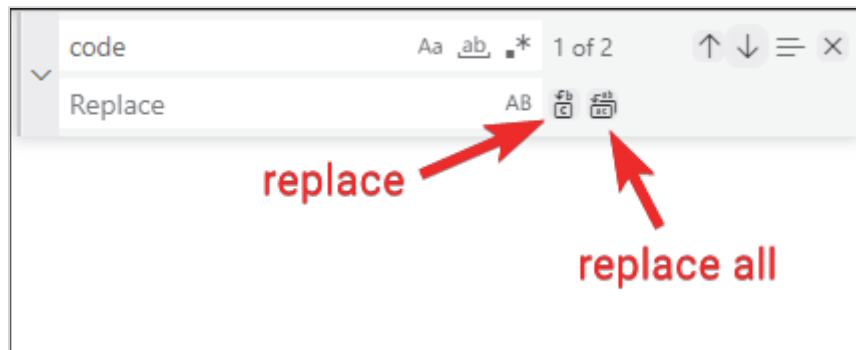 code Aa ab .* 1 of 2
Replace AB
replace
replace all